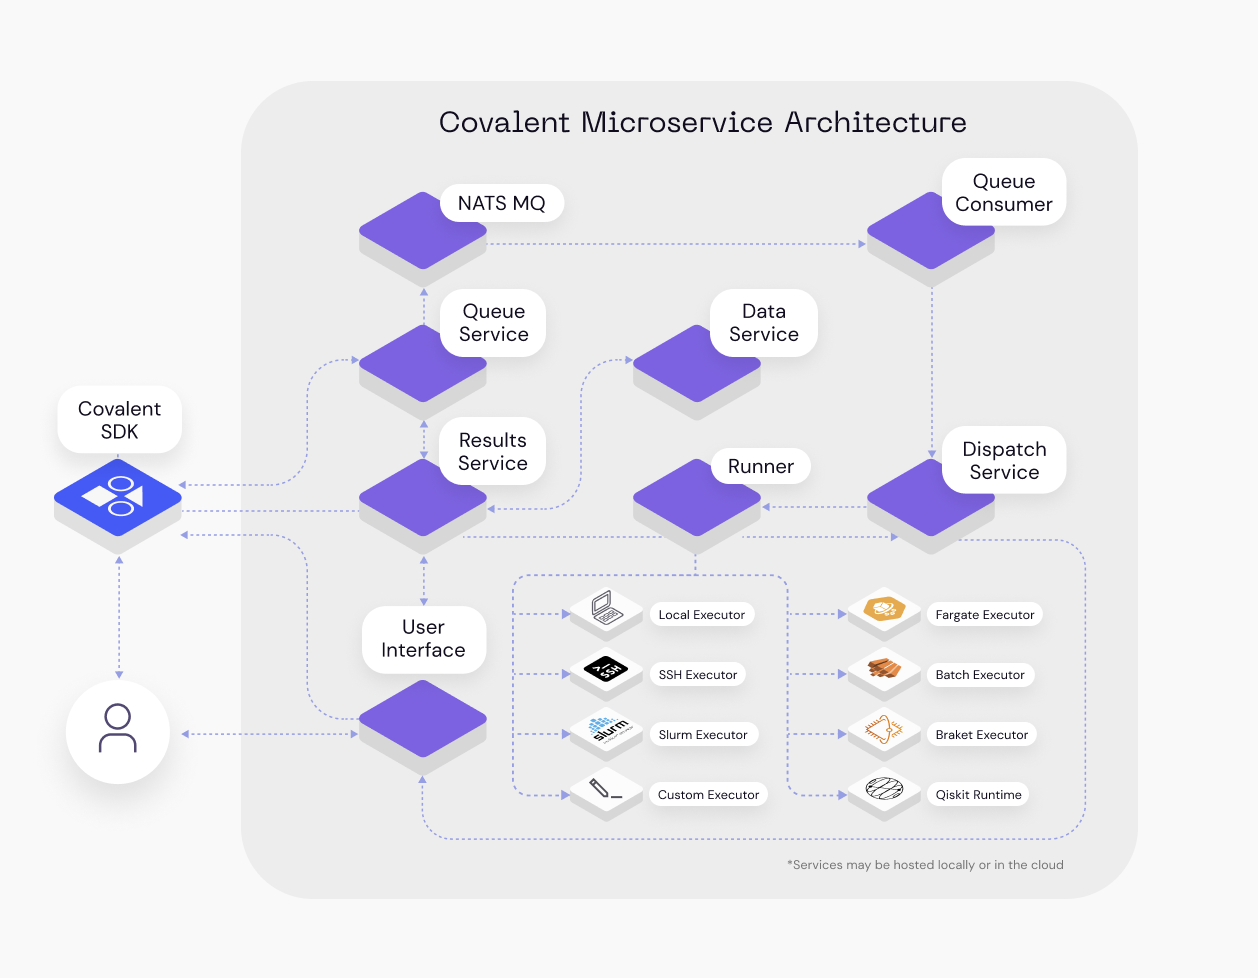 Covalent Microservice Architecture
NATS MQ
Queue
Consumer
Queue
Service
Data
Service
Covalent
SDK
Results
Service
Runner
Dispatch
Service
User
Interface
Local Executor
Fargate Executor
>_
SSH
SSH Executor
Batch Executor
slurm
Slurm Executor
Braket Executor
Custom Executor
Qiskit Runtime
*Services may be hosted locally or in the cloud